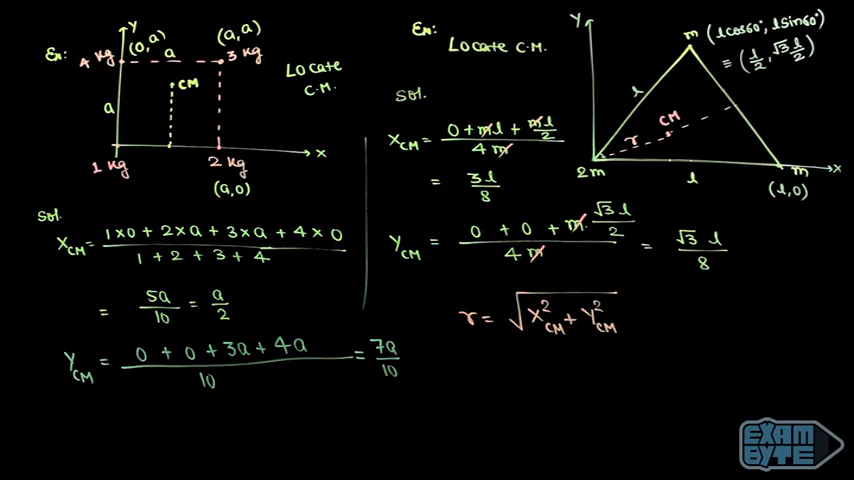 Ex:
Y
(0,a)
(a,a)
4 kg
a
3 kg
CM
LOCATE
C.M.
a
X
1 kg
2 kg
(a,0)
Sol.
X_CM = (1×0 + 2×a + 3×a + 4×0) / (1 + 2 + 3 + 4)
= 5a/10 = a/2
Y_CM = (0 + 0 + 3a + 4a) / 10 = 7a/10
Ex:
LOCATE C.M.
Sol.
X_CM = (0 + ml + ml/2) / 4m
= 3l/8
Y_CM = (0 + 0 + m·√3 l/2) / 4m = √3 l/8
r = √(X²_CM + Y²_CM)
Y
m (lcos60°, lsin60°)
≡ (l/2, √3 l/2)
l
CM
r
X
2m
l
m
(l,0)
EXAM
BYTE